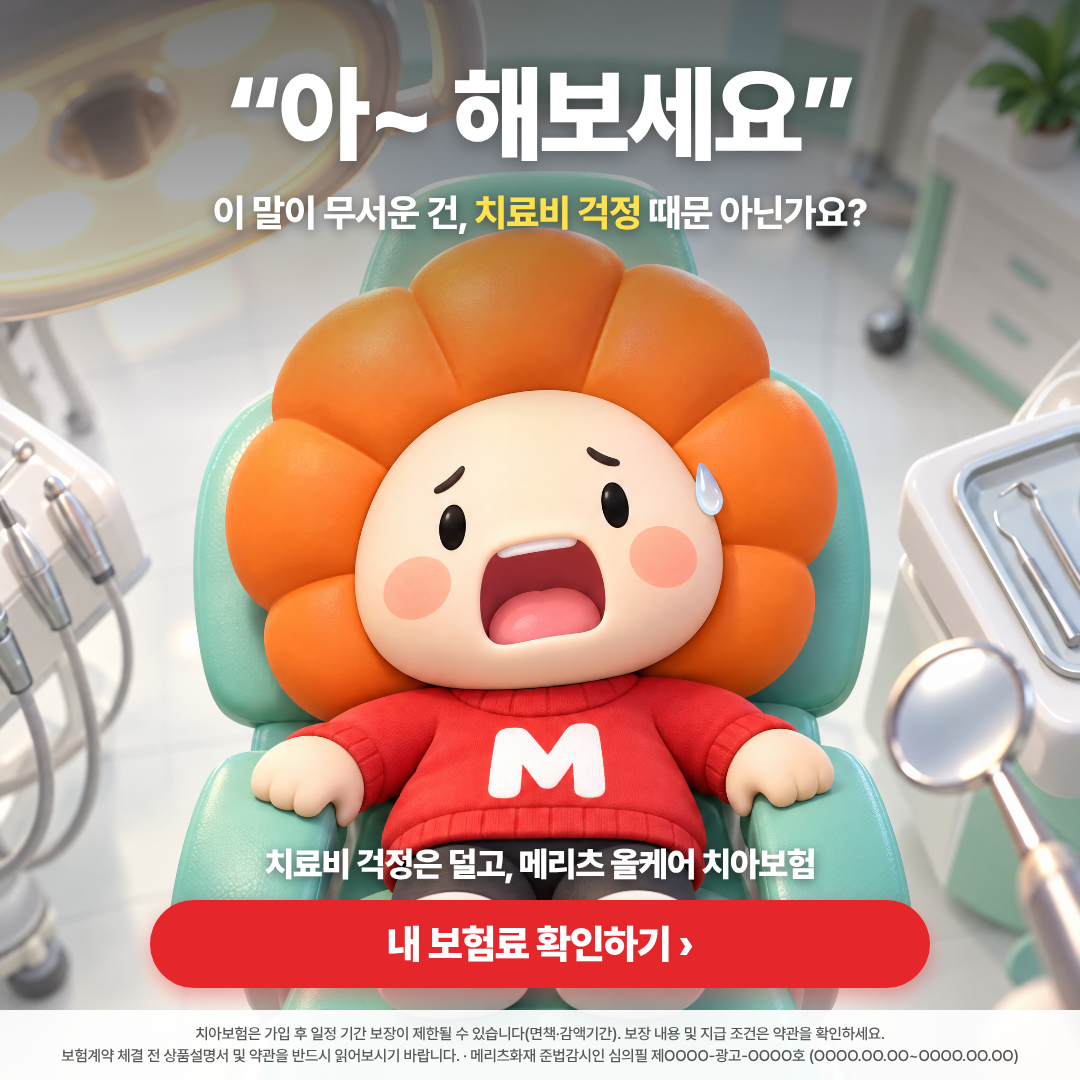 “아~ 해보세요”
이 말이 무서운 건, 치료비 걱정 때문 아닌가요?
M
치료비 걱정은 덜고, 메리츠 올케어 치아보험
내 보험료 확인하기 ›
치아보험은 가입 후 일정 기간 보장이 제한될 수 있습니다(면책·감액기간). 보장 내용 및 지급 조건은 약관을 확인하세요.
보험계약 체결 전 상품설명서 및 약관을 반드시 읽어보시기 바랍니다. · 메리츠화재 준법감시인 심의필 제OOOO-광고-OOOO호 (OOOO.OO.OO~OOOO.OO.OO)